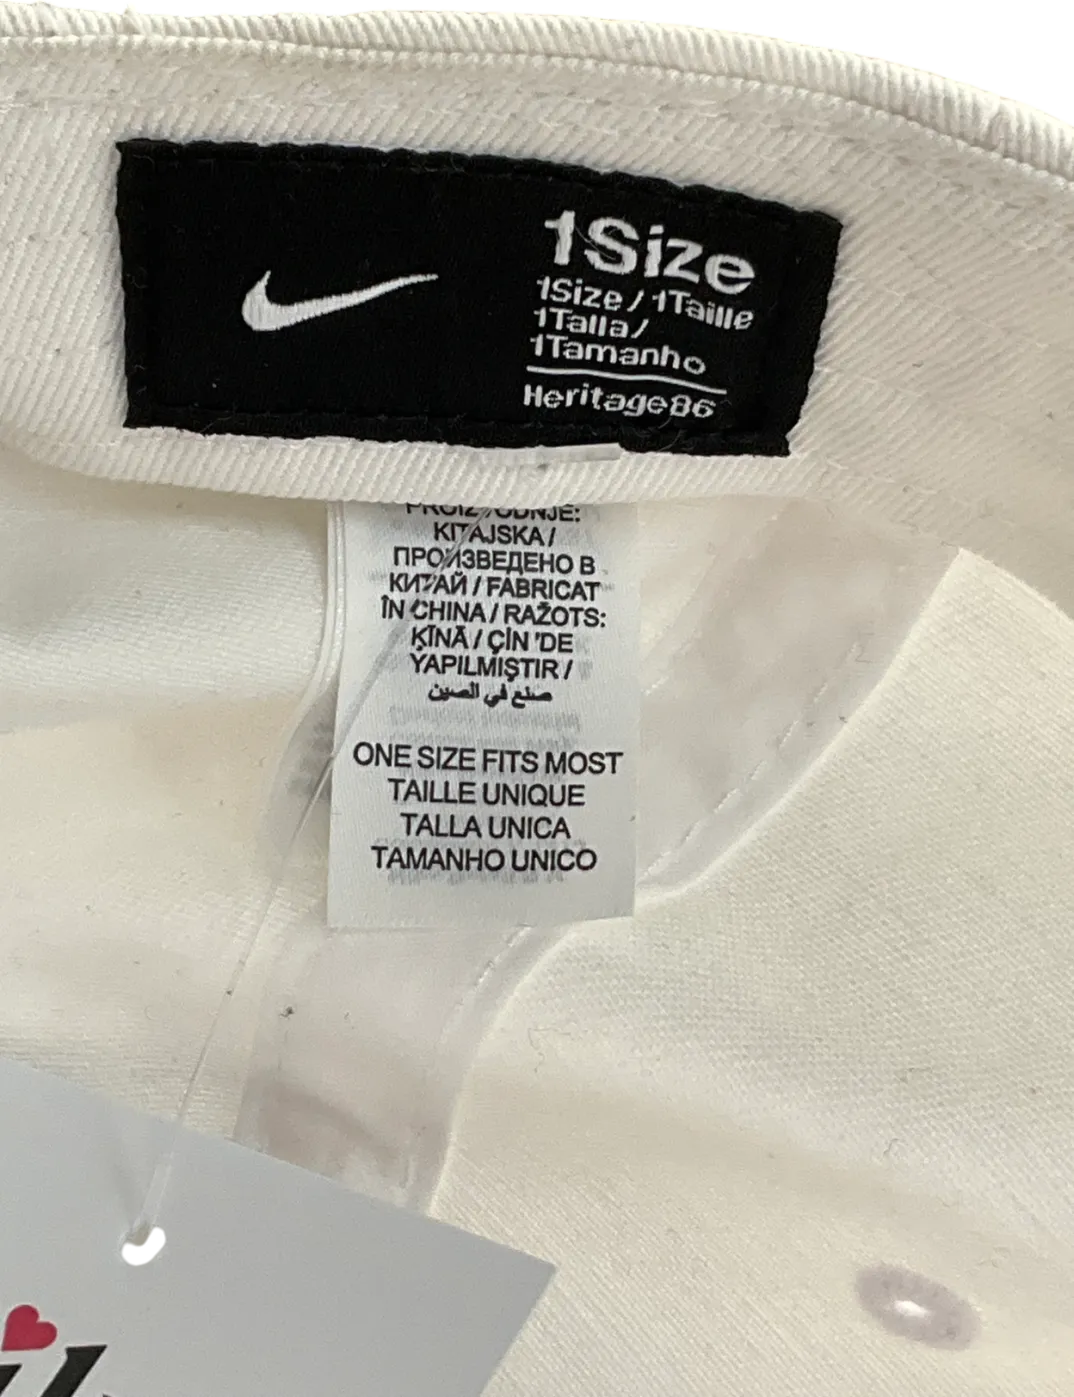 1Size
1Size / 1Taille
1Talla /
1Tamanho
Heritage86
PROIZVODNJE:
KITAJSKA /
ПРОИЗВЕДЕНО В
КИТАЙ / FABRICAT
ÎN CHINA / RAŽOTS:
ĶĪNĀ / ÇİN 'DE
YAPILMIŞTIR /
صنع في الصين
ONE SIZE FITS MOST
TAILLE UNIQUE
TALLA UNICA
TAMANHO UNICO